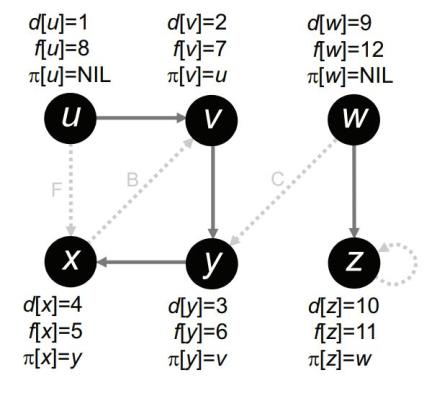 d[u]=1
f[u]=8
π[u]=NIL
d[v]=2
f[v]=7
π[v]=u
d[w]=9
f[w]=12
π[w]=NIL
u
v
w
F
B
C
x
y
z
d[x]=4
f[x]=5
π[x]=y
d[y]=3
f[y]=6
π[y]=v
d[z]=10
f[z]=11
π[z]=w